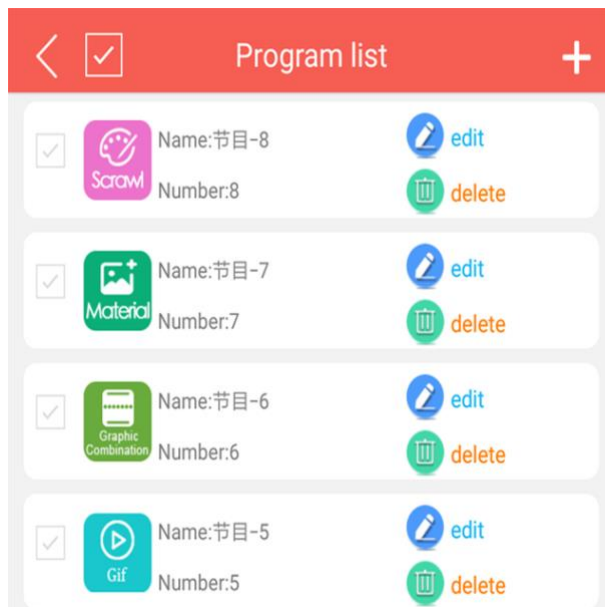 Program list
Scrawl
Name:节目-8
edit
Number:8
delete
Material
Name:节目-7
edit
Number:7
delete
Graphic
Combination
Name:节目-6
edit
Number:6
delete
Gif
Name:节目-5
edit
Number:5
delete